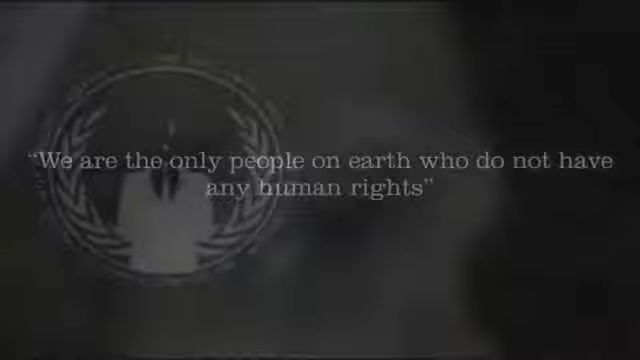 “We are the only people on earth who do not have
any human rights”